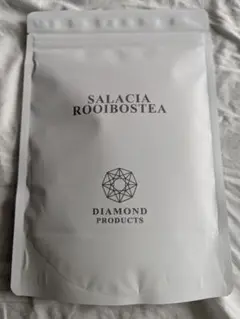 SALACIA
ROOIBOSTEA
DIAMOND
PRODUCTS